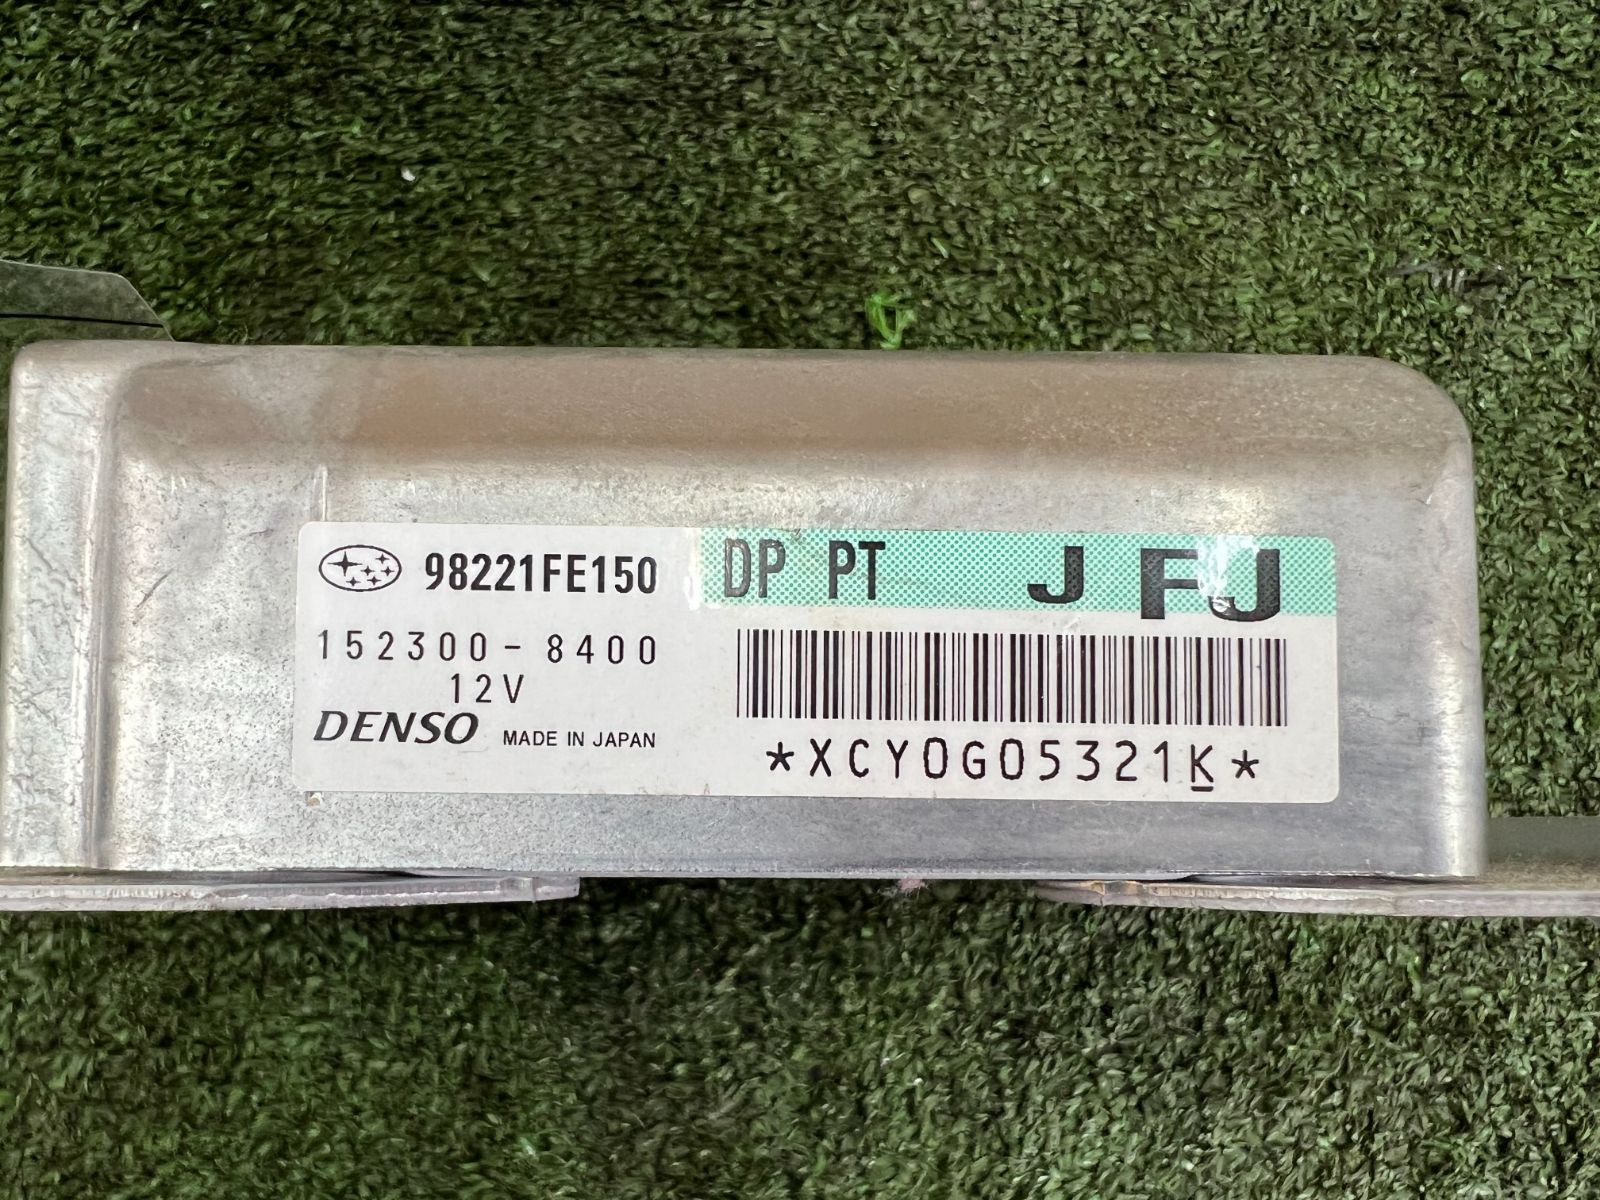 98221FE150 DP PT J FJ
152300-8400
12V
DENSO MADE IN JAPAN
*XCY0G05321K*